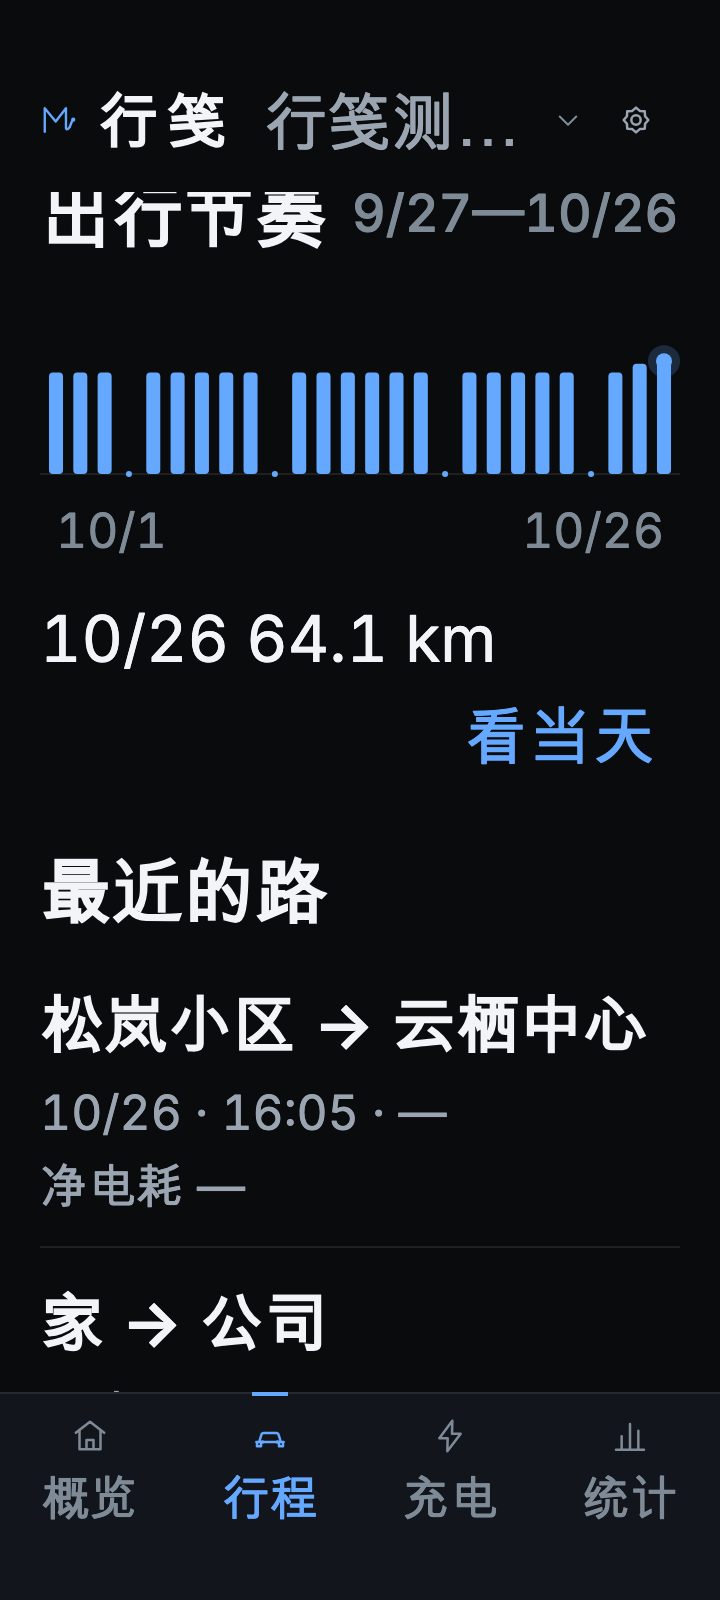 行笺 行笺测…
出行节奏 9/27—10/26
10/1 10/26
10/26 64.1 km
看当天
最近的路
松岚小区 → 云栖中心
10/26 · 16:05 · —
净电耗 —
家 → 公司
概览 行程 充电 统计